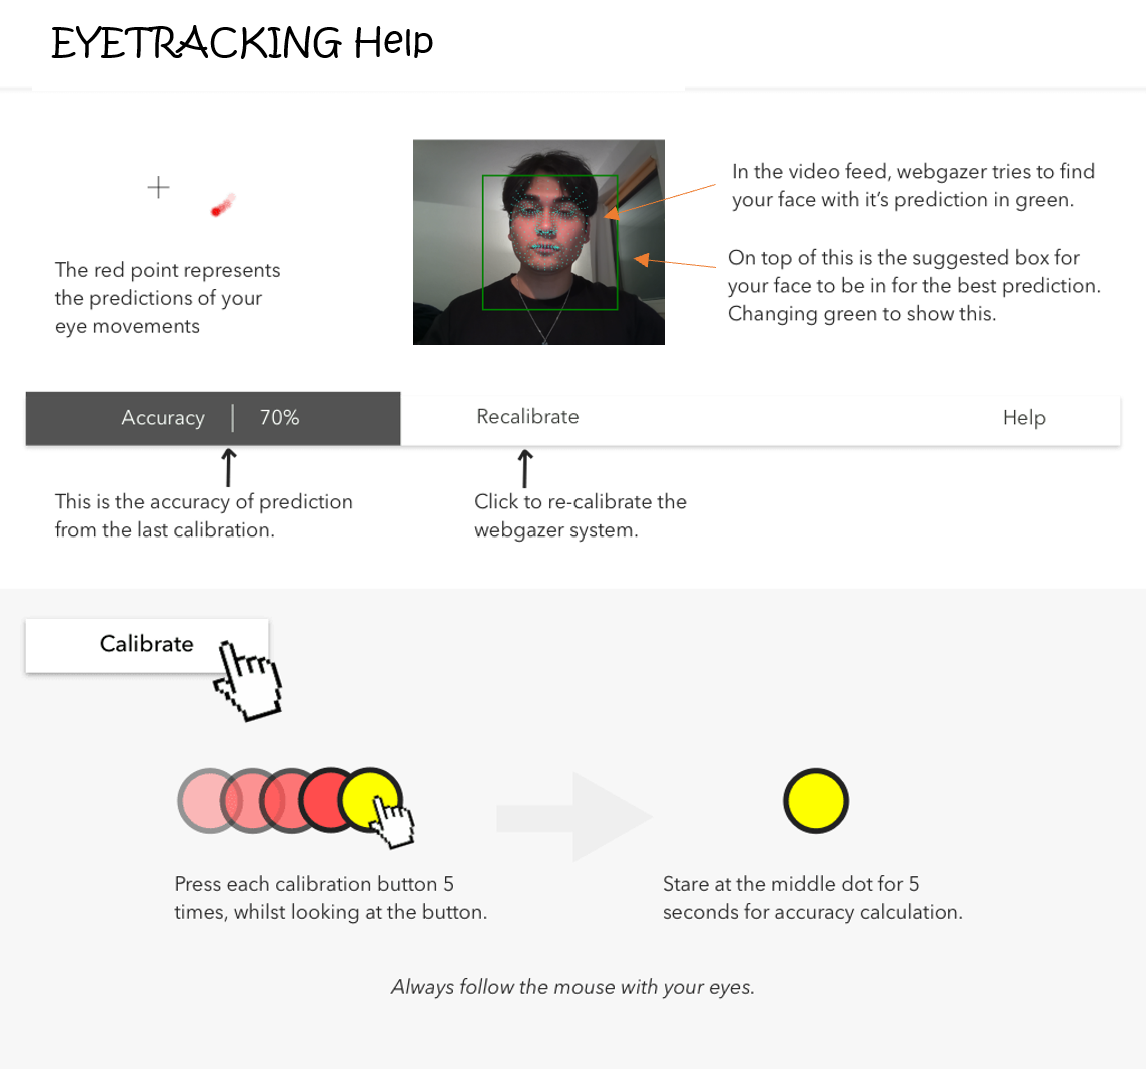 EYETRACKING Help
In the video feed, webgazer tries to find
your face with it’s prediction in green.
On top of this is the suggested box for
your face to be in for the best prediction.
Changing green to show this.
The red point represents
the predictions of your
eye movements
Accuracy | 70%
Recalibrate
Help
This is the accuracy of prediction
from the last calibration.
Click to re-calibrate the
webgazer system.
Calibrate
Press each calibration button 5
times, whilst looking at the button.
Stare at the middle dot for 5
seconds for accuracy calculation.
Always follow the mouse with your eyes.